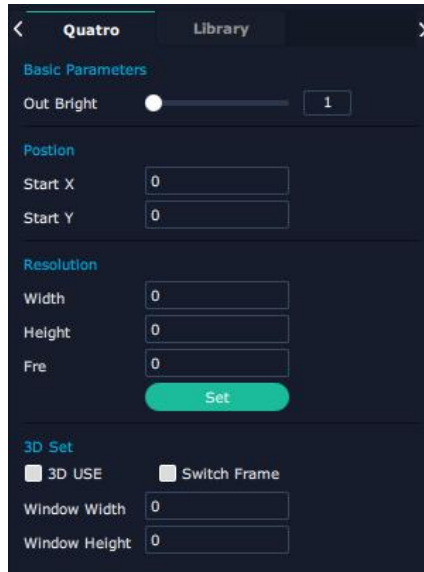 Quatro Library
Basic Parameters
Out Bright 1
Postion
Start X 0
Start Y 0
Resolution
Width 0
Height 0
Fre 0
Set
3D Set
3D USE Switch Frame
Window Width 0
Window Height 0